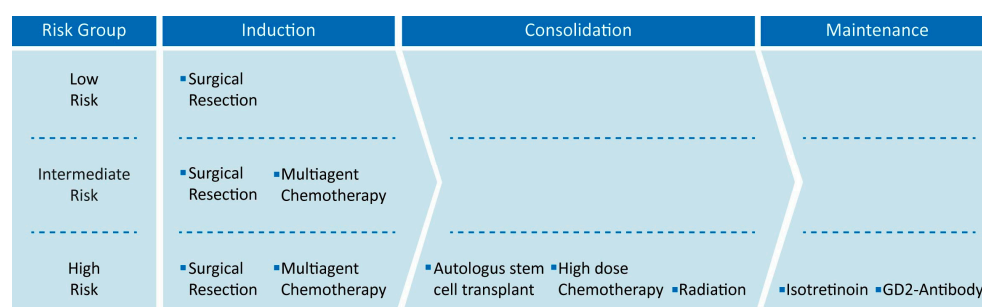 Risk Group Induction Consolidation Maintenance
Low
Risk
Surgical
Resection
Intermediate
Risk
Surgical
Resection
Multiagent
Chemotherapy
High
Risk
Surgical
Resection
Multiagent
Chemotherapy
Autologus stem
cell transplant
High dose
Chemotherapy
Radiation
Isotretinoin
GD2-Antibody